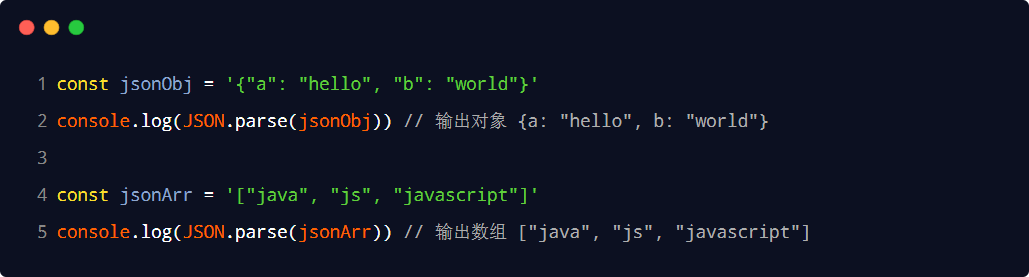 1 const jsonObj = '{"a": "hello", "b": "world"}'
2 console.log(JSON.parse(jsonObj)) // 输出对象 {a: "hello", b: "world"}
3
4 const jsonArr = '["java", "js", "javascript"]'
5 console.log(JSON.parse(jsonArr)) // 输出数组 ["java", "js", "javascript"]